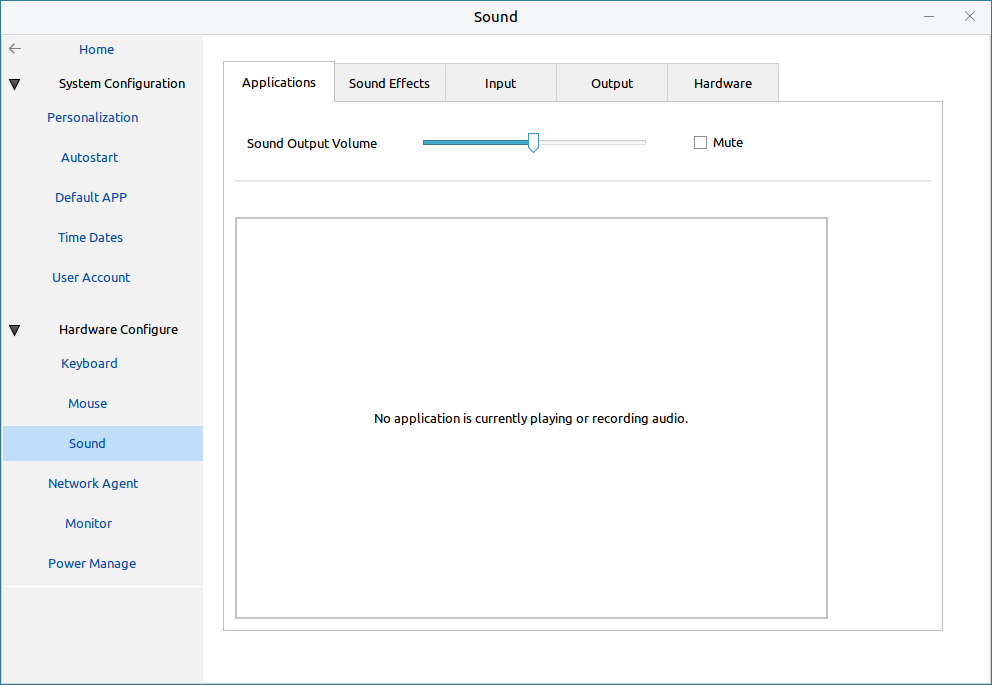 Sound
Home
System Configuration
Personalization
Autostart
Default APP
Time Dates
User Account
Hardware Configure
Keyboard
Mouse
Sound
Network Agent
Monitor
Power Manage
Applications
Sound Effects
Input
Output
Hardware
Sound Output Volume
Mute
No application is currently playing or recording audio.